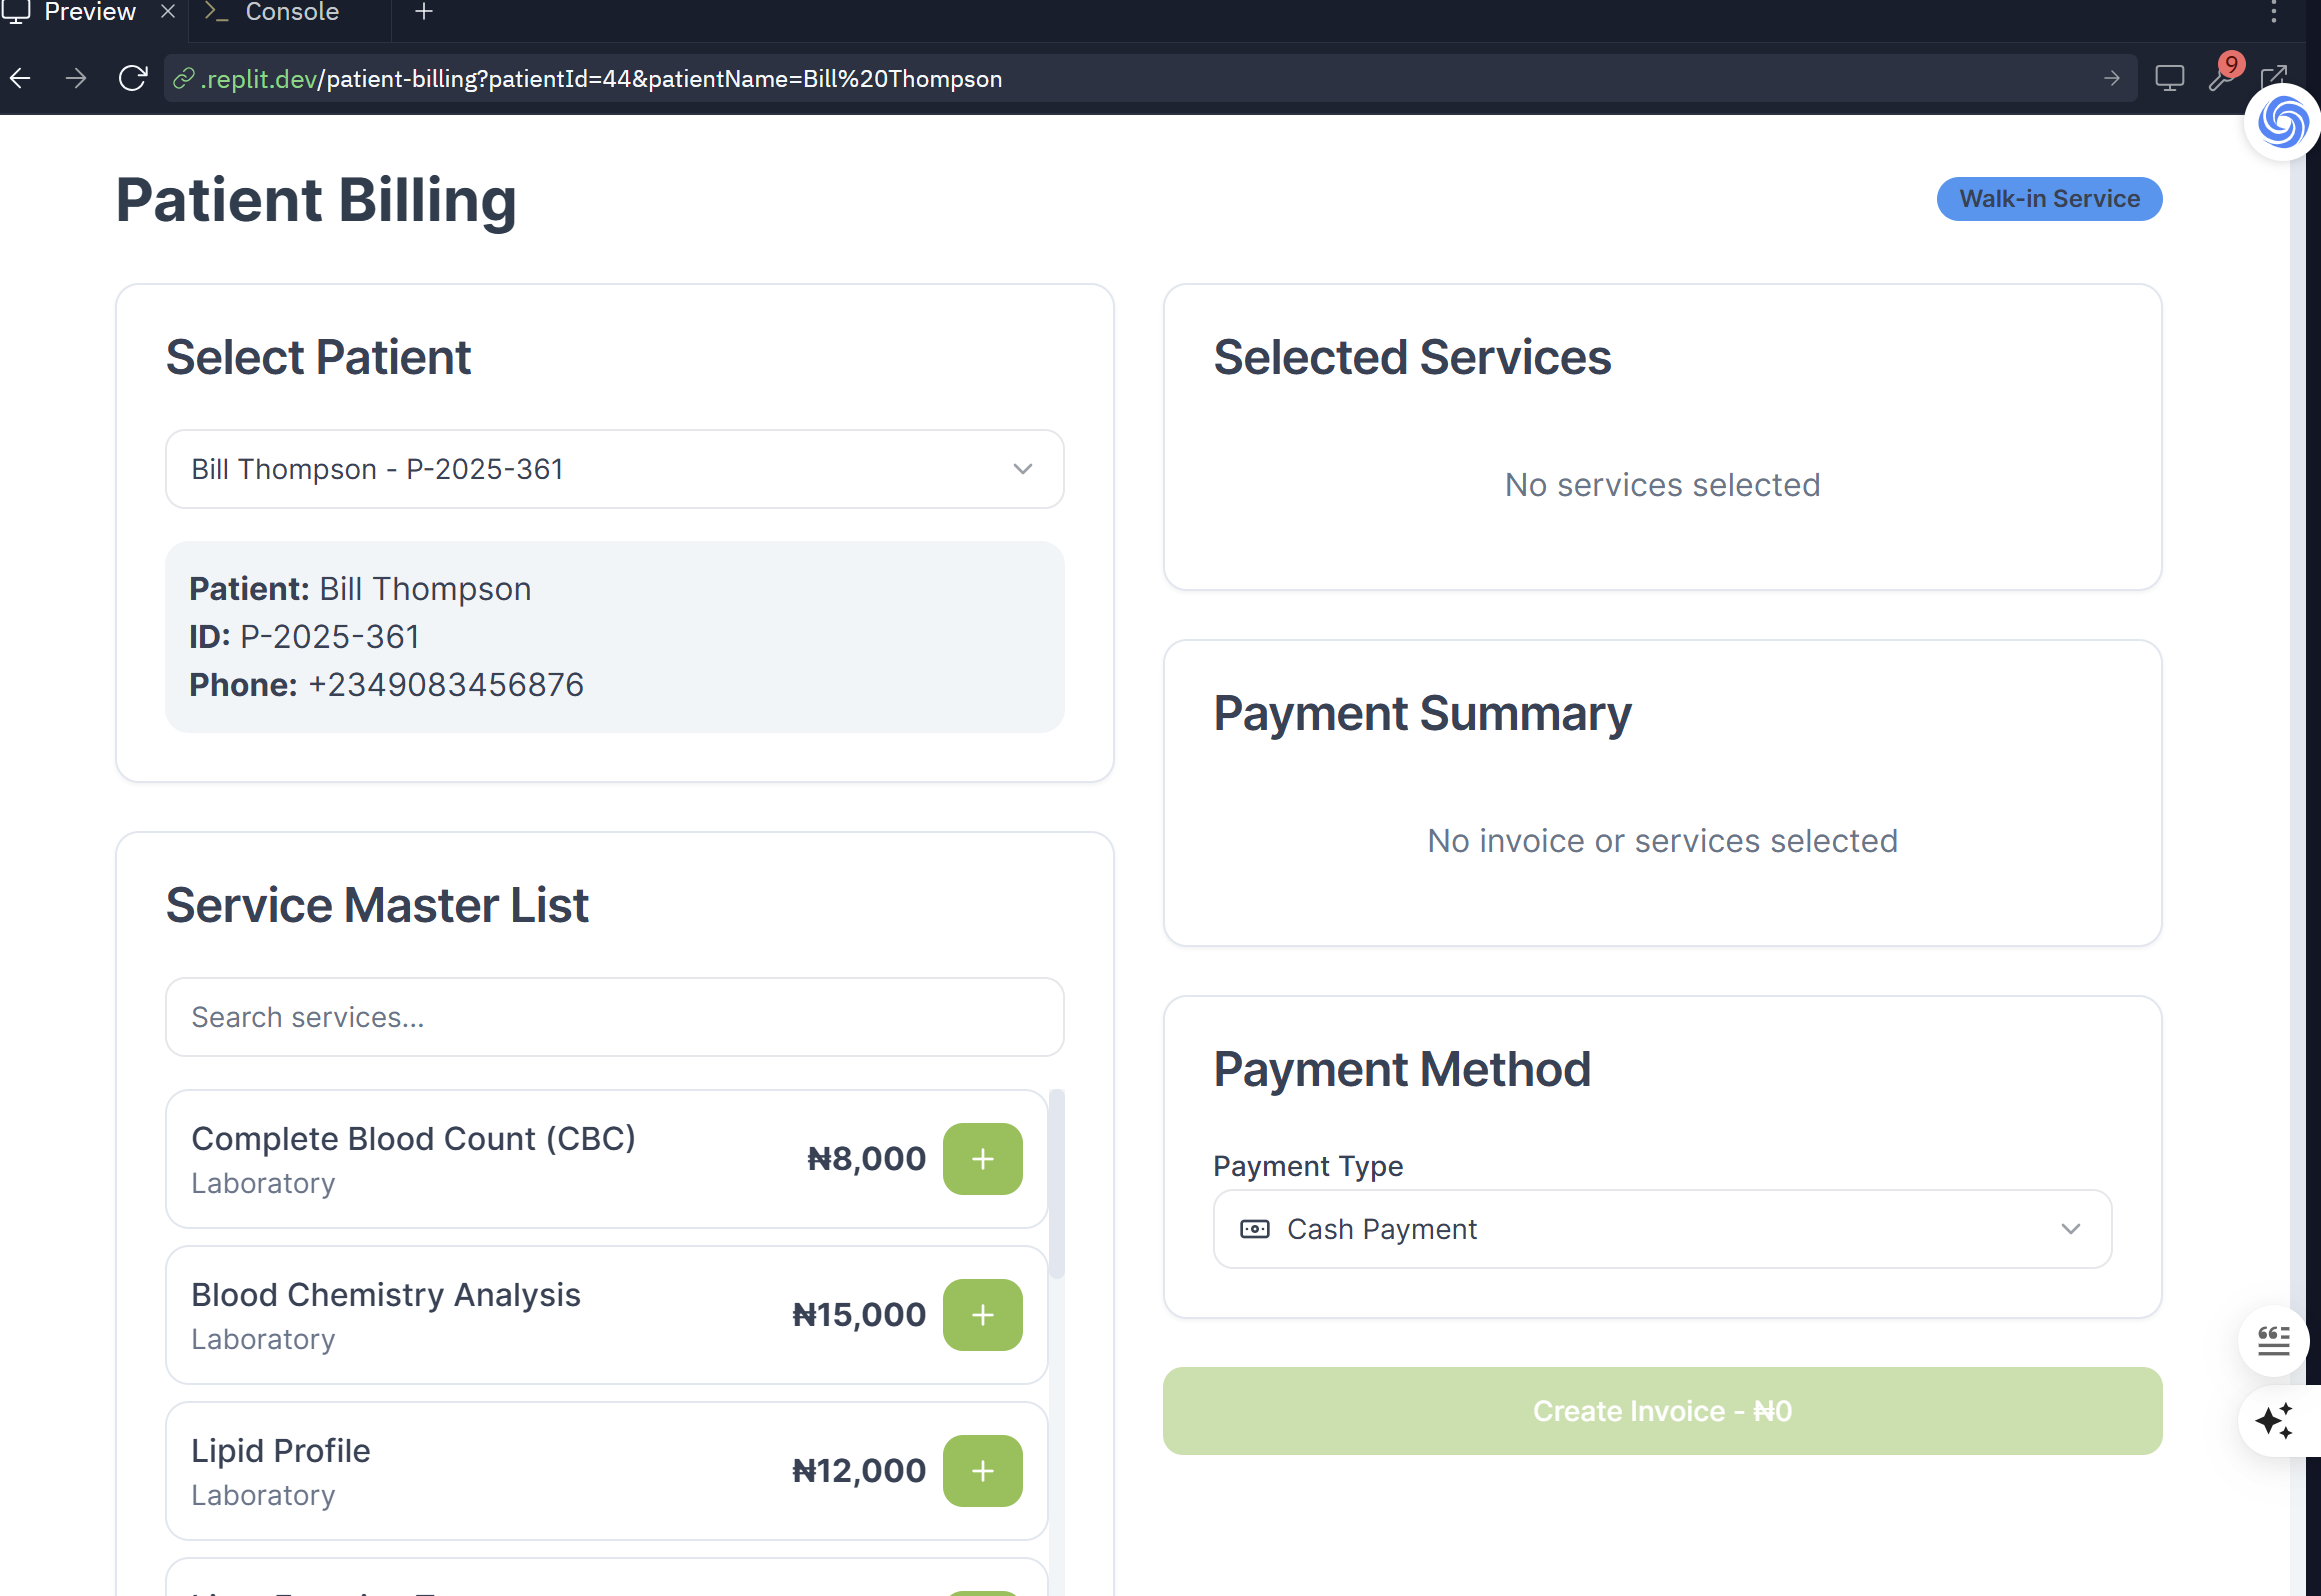 Preview
Console
.replit.dev/patient-billing?patientId=44&patientName=Bill%20Thompson
9
Patient Billing
Walk-in Service
Select Patient
Bill Thompson - P-2025-361
Patient: Bill Thompson
ID: P-2025-361
Phone: +2349083456876
Service Master List
Search services...
Complete Blood Count (CBC)
Laboratory
₦8,000
Blood Chemistry Analysis
Laboratory
₦15,000
Lipid Profile
Laboratory
₦12,000
Selected Services
No services selected
Payment Summary
No invoice or services selected
Payment Method
Payment Type
Cash Payment
Create Invoice - ₦0